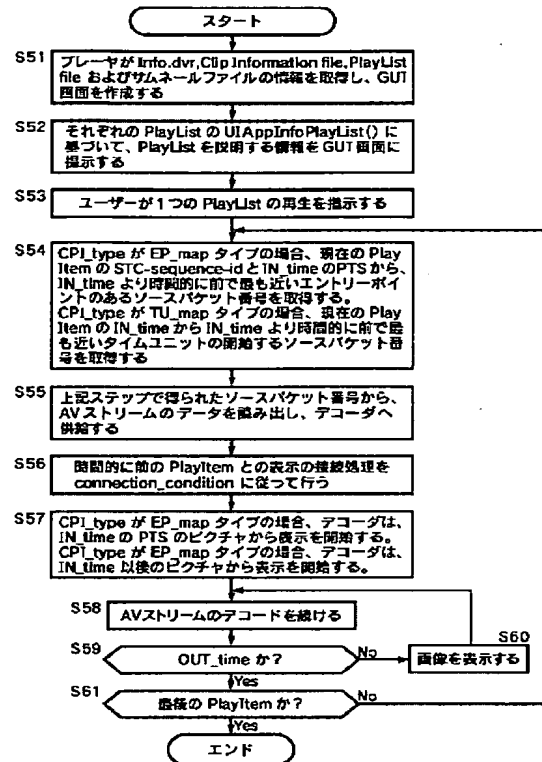 スタート
S51
プレーヤが Info.dvr,Clip Information file,PlayList
file およびサムネールファイルの情報を取得し、GUT
画面を作成する
S52
それぞれの PlayList の UIAppInfoPlayList() に
基づいて、PlayList を説明する情報をGUT画面に
提示する
S53
ユーザーが1つの PlayList の再生を指示する
S54
CPI_type が EP_map タイプの場合、現在の Play
Item の STC-sequence-id と IN_time のPTS から、
IN_time より時間的に前で最も近いエントリーポ
イントのあるソースパケット番号を取得する。
CPI_type が TU_map タイプの場合、現在の Play
Item の IN_time から IN_time より時間的に前で最
も近いタイムユニットの開始するソースパケット番
号を取得する
S55
上記ステップで得られたソースパケット番号から、
AVストリームのデータを読み出し、デコーダへ
供給する
S56
時間的に前の PlayItem との表示の接続処理を
connection_condition に従って行う
S57
CPI_type が EP_map タイプの場合、デコーダは、
IN_time の PTS のピクチャから表示を開始する。
CPI_type が EP_map タイプの場合、デコーダは、
IN_time 以後のピクチャから表示を開始する。
S58
AVストリームのデコードを続ける
S59
OUT_time か?
No
S60
画像を表示する
Yes
S61
最後の PlayItem か?
No
Yes
エンド